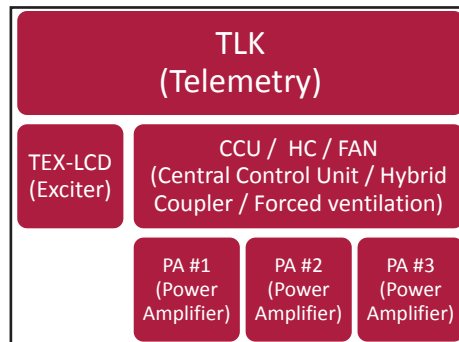 TLK
(Telemetry)
TEX-LCD
(Exciter)
CCU / HC / FAN
(Central Control Unit / Hybrid
Coupler / Forced ventilation)
PA #1
(Power
Amplifier)
PA #2
(Power
Amplifier)
PA #3
(Power
Amplifier)